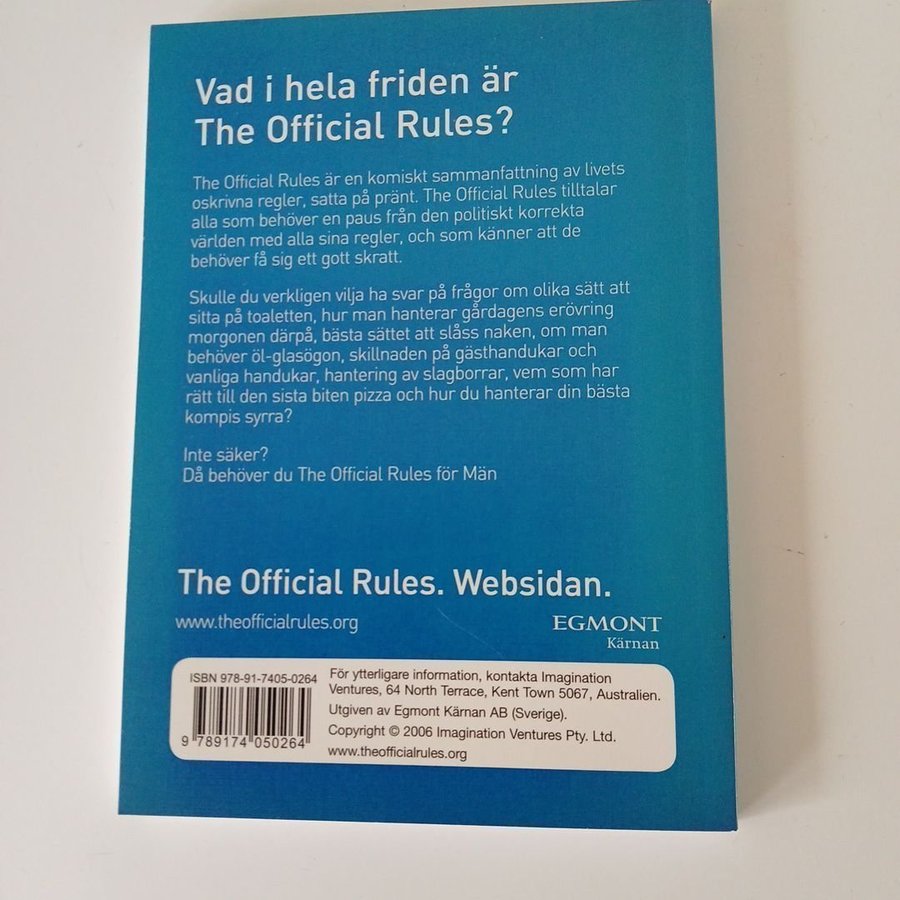 Vad i hela friden är
The Official Rules?
The Official Rules är en komiskt sammanfattning av livets
oskrivna regler, satta på pränt. The Official Rules tilltalar
alla som behöver en paus från den politiskt korrekta
världen med alla sina regler, och som känner att de
behöver få sig ett gott skratt.
Skulle du verkligen vilja ha svar på frågor om olika sätt att
sitta på toaletten, hur man hanterar gårdagens erövring
morgonen därpå, bästa sättet att slåss naken, om man
behöver öl-glasögon, skillnaden på gästhandukar och
vanliga handukar, hantering av slagborrar, vem som har
rätt till den sista biten pizza och hur du hanterar din bästa
kompis syrra?
Inte säker?
Då behöver du The Official Rules för Män
The Official Rules. Websidan.
www.theofficialrules.org
EGMONT
Kärnan
ISBN 978-91-7405-0264
9 789174 050264
För ytterligare information, kontakta Imagination
Ventures, 64 North Terrace, Kent Town 5067, Australien.
Utgiven av Egmont Kärnan AB (Sverige).
Copyright © 2006 Imagination Ventures Pty. Ltd.
www.theofficialrules.org